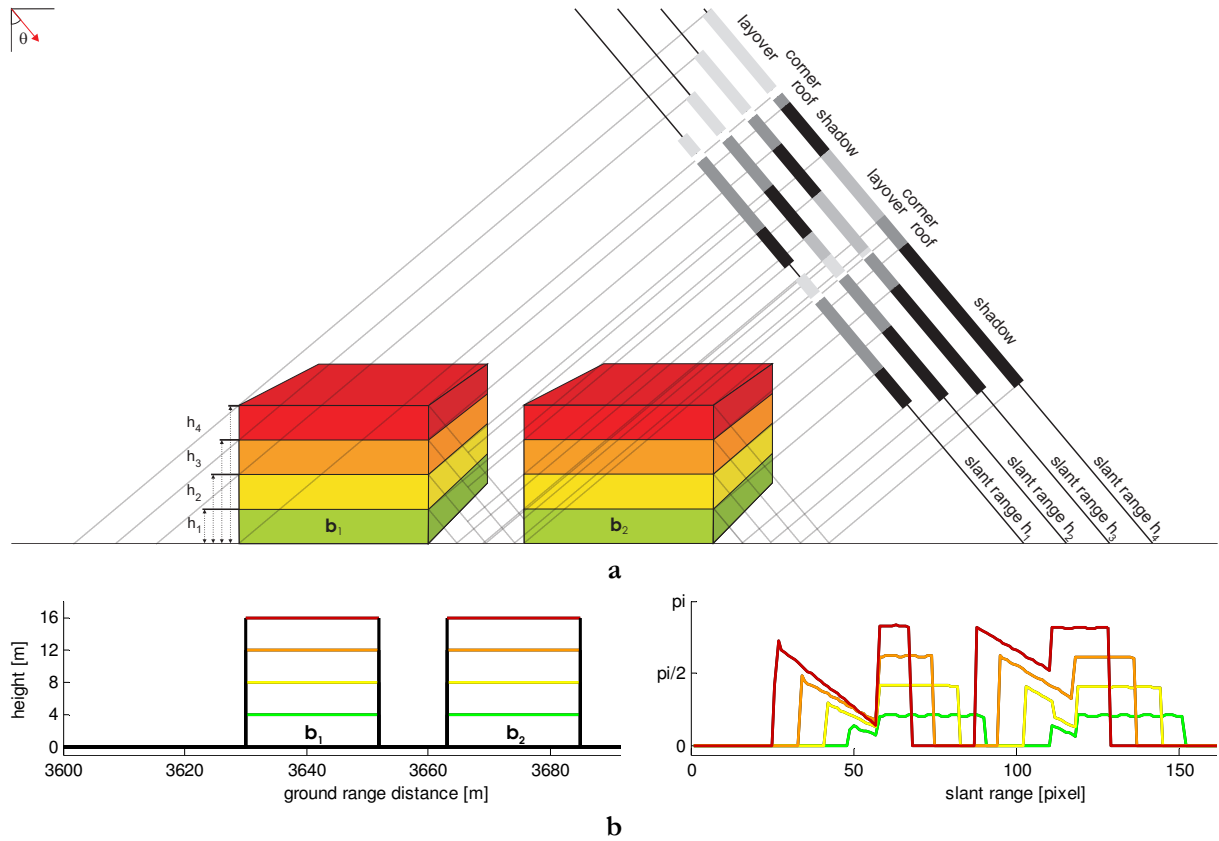 θ
layover
corner
roof
shadow
layover
corner
roof
shadow
h4
h3
h2
h1
b1
b2
slant range h1
slant range h2
slant range h3
slant range h4
a
height [m]
16
12
8
4
0
b1
b2
3600
3620
3640
3660
3680
ground range distance [m]
pi
pi/2
0
0
50
100
150
slant range [pixel]
b